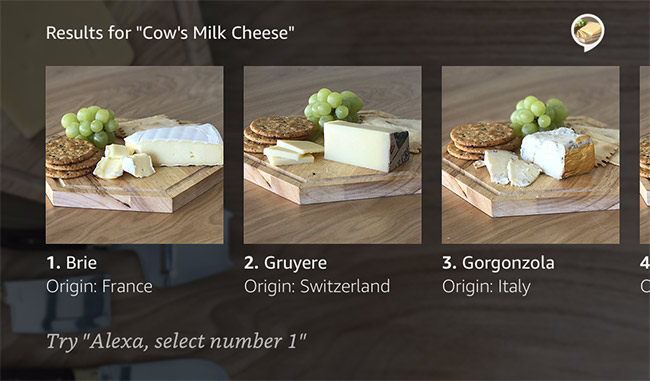 Results for "Cow's Milk Cheese"
1. Brie
Origin: France
2. Gruyere
Origin: Switzerland
3. Gorgonzola
Origin: Italy
4
O
Try "Alexa, select number 1"